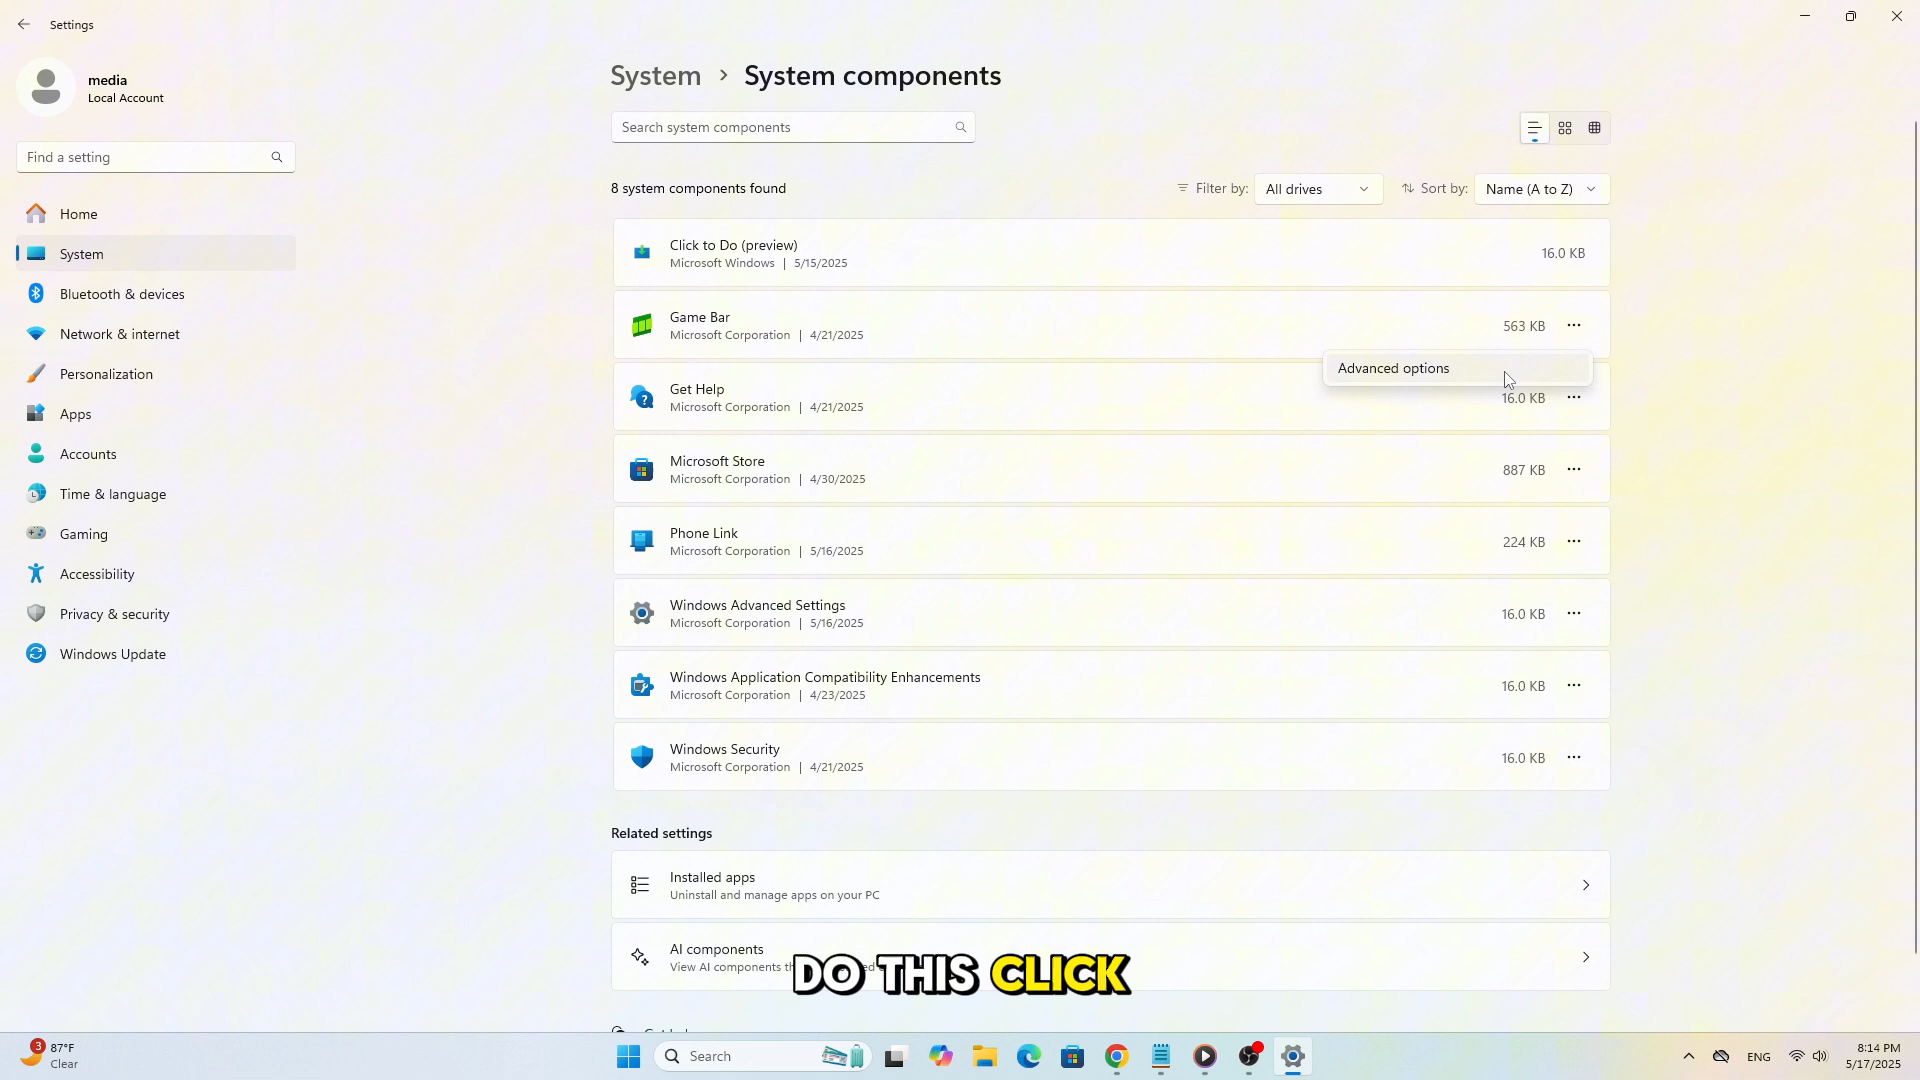 Settings
media
Local Account
Find a setting
Home
System
Bluetooth & devices
Network & internet
Personalization
Apps
Accounts
Time & language
Gaming
Accessibility
Privacy & security
Windows Update
System > System components
Search system components
8 system components found
Filter by: All drives
Sort by: Name (A to Z)
Click to Do (preview)
Microsoft Windows | 5/15/2025
16.0 KB
Game Bar
Microsoft Corporation | 4/21/2025
563 KB
Advanced options
Get Help
Microsoft Corporation | 4/21/2025
16.0 KB
Microsoft Store
Microsoft Corporation | 4/30/2025
887 KB
Phone Link
Microsoft Corporation | 5/16/2025
224 KB
Windows Advanced Settings
Microsoft Corporation | 5/16/2025
16.0 KB
Windows Application Compatibility Enhancements
Microsoft Corporation | 4/23/2025
16.0 KB
Windows Security
Microsoft Corporation | 4/21/2025
16.0 KB
Related settings
Installed apps
Uninstall and manage apps on your PC
AI components
View AI components
DO THIS CLICK
3
87°F
Clear
Search
ENG
8:14 PM
5/17/2025